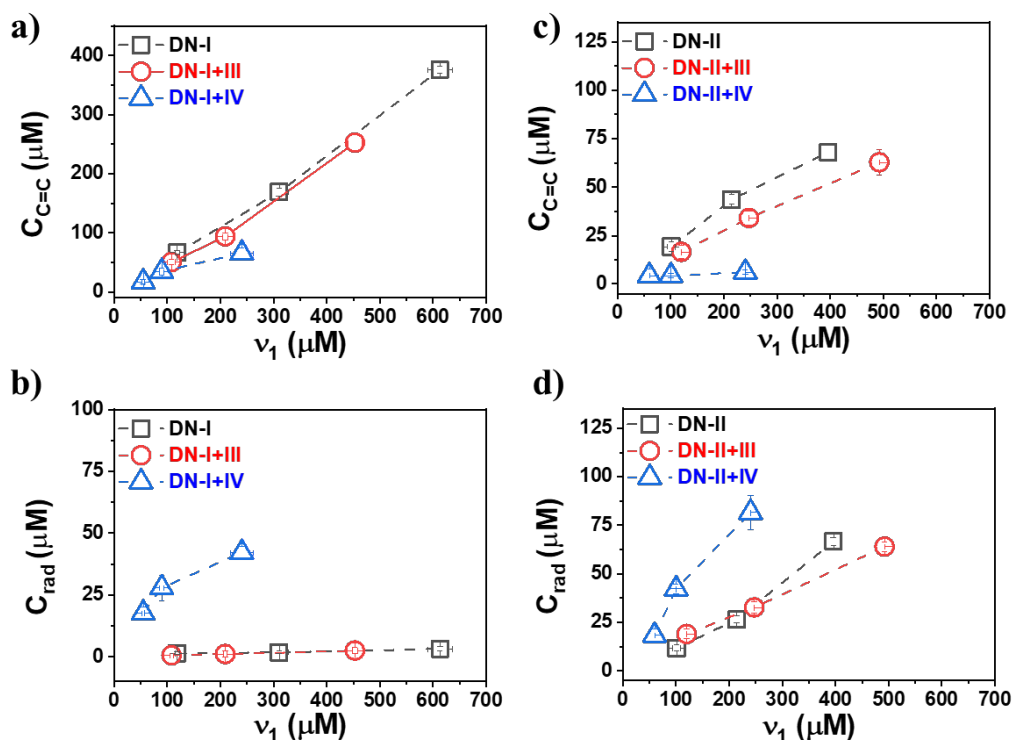 a)
DN-I
DN-I+III
DN-I+IV
C_C=C (μM)
400
300
200
100
0
0 100 200 300 400 500 600 700
ν₁ (μM)
c)
DN-II
DN-II+III
DN-II+IV
C_C=C (μM)
125
100
75
50
25
0
0 100 200 300 400 500 600 700
ν₁ (μM)
b)
DN-I
DN-I+III
DN-I+IV
C_rad (μM)
100
75
50
25
0
0 100 200 300 400 500 600 700
ν₁ (μM)
d)
DN-II
DN-II+III
DN-II+IV
C_rad (μM)
125
100
75
50
25
0
0 100 200 300 400 500 600 700
ν₁ (μM)